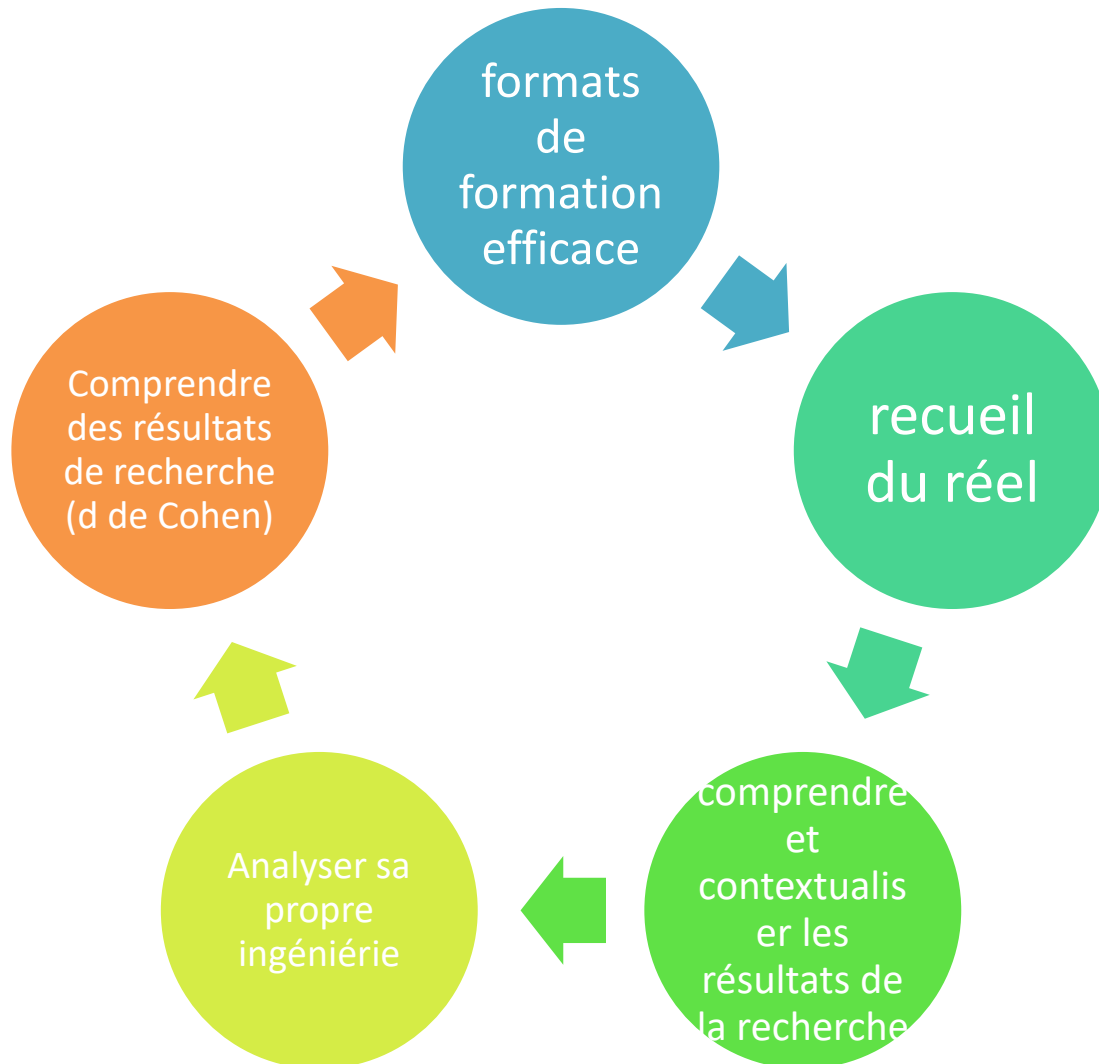 formats
de
formation
efficace
recueil
du réel
comprendre
et
contextualis
er les
résultats de
la recherche
Analyser sa
propre
ingéniérie
Comprendre
des résultats
de recherche
(d de Cohen)